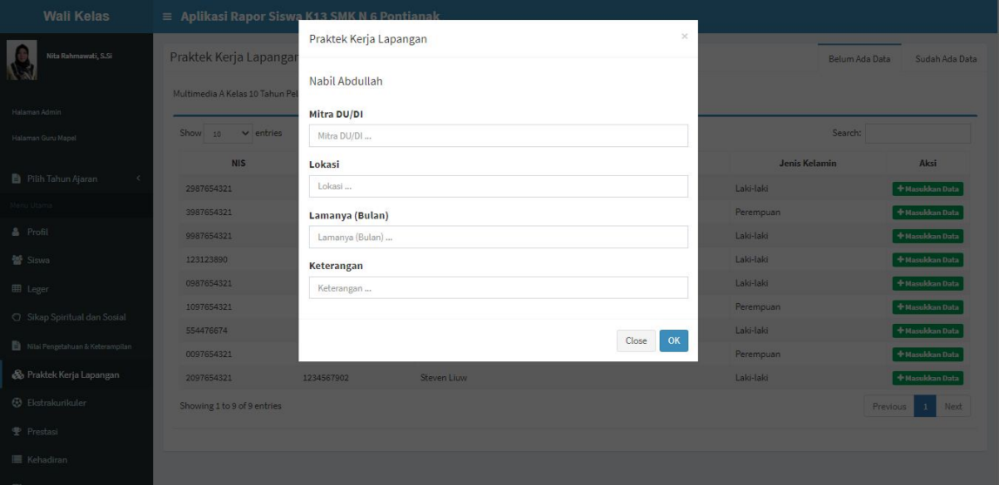 Wali Kelas
Aplikasi Rapor Siswa K13 SMK N 6 Pontianak
Nita Rahmawati, S.Si
Halaman Admin
Halaman Guru Mapel
Pilih Tahun Ajaran
Menu Utama
Profil
Siswa
Leger
Sikap Spiritual dan Sosial
Nilai Pengetahuan & Keterampilan
Praktek Kerja Lapangan
Ekstrakurikuler
Prestasi
Kehadiran
Praktek Kerja Lapangan
Belum Ada Data
Sudah Ada Data
Multimedia A Kelas 10 Tahun Pel
Show 10 entries
Search:
NIS Jenis Kelamin Aksi
2987654321 Laki-laki Masukkan Data
3987654321 Perempuan Masukkan Data
9987654321 Laki-laki Masukkan Data
123123890 Laki-laki Masukkan Data
0987654321 Laki-laki Masukkan Data
1097654321 Perempuan Masukkan Data
554476674 Laki-laki Masukkan Data
0097654321 Perempuan Masukkan Data
2097654321 1234567902 Steven Liuw Laki-laki Masukkan Data
Showing 1 to 9 of 9 entries
Previous 1 Next
Praktek Kerja Lapangan
×
Nabil Abdullah
Mitra DU/DI
Mitra DU/DI ...
Lokasi
Lokasi ...
Lamanya (Bulan)
Lamanya (Bulan) ...
Keterangan
Keterangan ...
Close
OK